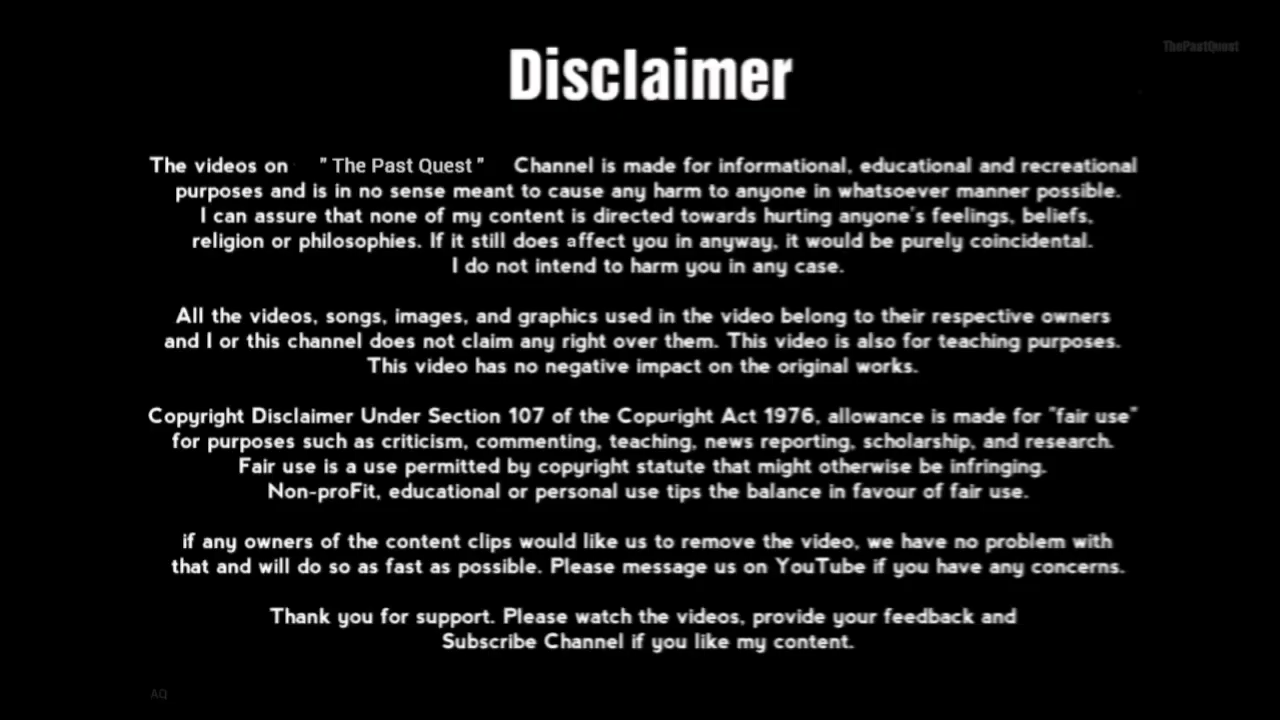 ThePastQuest
Disclaimer
The videos on " The Past Quest " Channel is made for informational, educational and recreational
purposes and is in no sense meant to cause any harm to anyone in whatsoever manner possible.
I can assure that none of my content is directed towards hurting anyone's feelings, beliefs,
religion or philosophies. If it still does affect you in anyway, it would be purely coincidental.
I do not intend to harm you in any case.
All the videos, songs, images, and graphics used in the video belong to their respective owners
and I or this channel does not claim any right over them. This video is also for teaching purposes.
This video has no negative impact on the original works.
Copyright Disclaimer Under Section 107 of the Copuright Act 1976, allowance is made for "fair use"
for purposes such as criticism, commenting, teaching, news reporting, scholarship, and research.
Fair use is a use permitted by copyright statute that might otherwise be infringing.
Non-proFit, educational or personal use tips the balance in favour of fair use.
if any owners of the content clips would like us to remove the video, we have no problem with
that and will do so as fast as possible. Please message us on YouTube if you have any concerns.
Thank you for support. Please watch the videos, provide your feedback and
Subscribe Channel if you like my content.
AQ